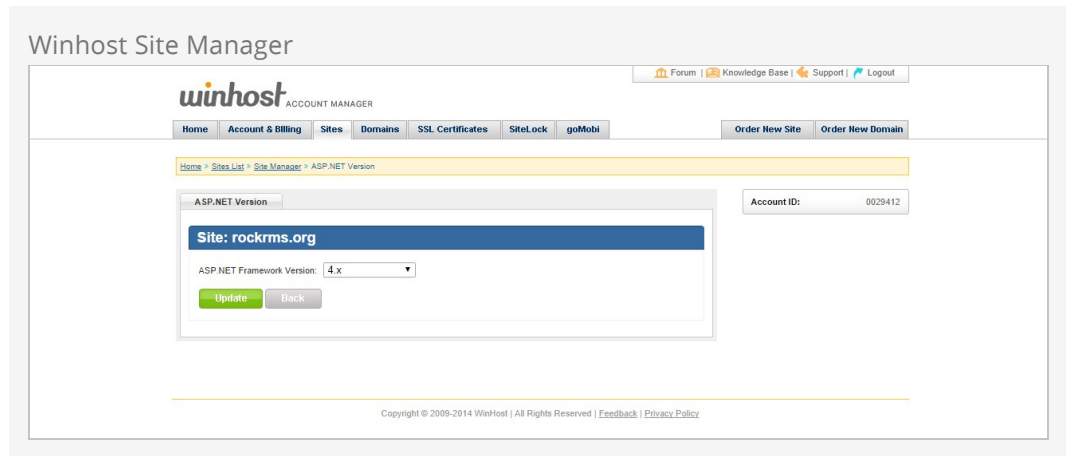 Winhost Site Manager
Forum | Knowledge Base | Support | Logout
winhost ACCOUNT MANAGER
Home Account & Billing Sites Domains SSL Certificates SiteLock goMobi Order New Site Order New Domain
Home > Sites List > Site Manager > ASP.NET Version
ASP.NET Version
Account ID: 0029412
Site: rockrms.org
ASP.NET Framework Version: 4.x
Update Back
Copyright © 2009-2014 WinHost | All Rights Reserved | Feedback | Privacy Policy